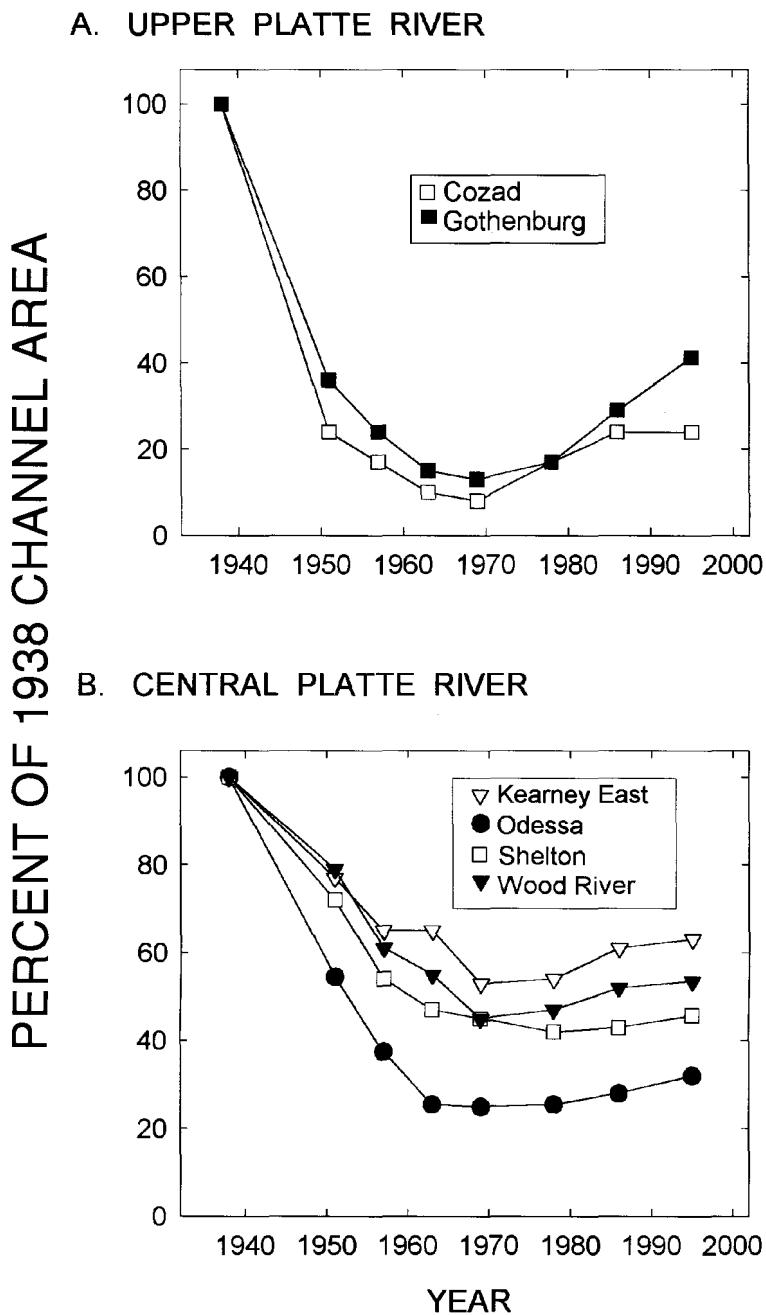 A. UPPER PLATTE RIVER
100
80
60
40
20
0
Cozad
Gothenburg
1940 1950 1960 1970 1980 1990 2000
PERCENT OF 1938 CHANNEL AREA
B. CENTRAL PLATTE RIVER
100
80
60
40
20
0
Kearney East
Odessa
Shelton
Wood River
1940 1950 1960 1970 1980 1990 2000
YEAR